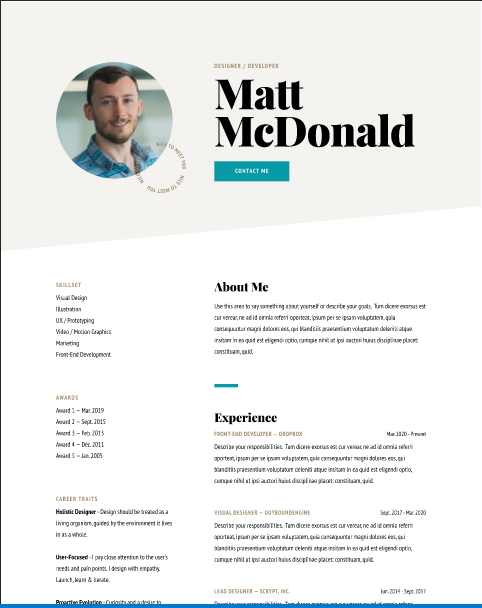 DESIGNER / DEVELOPER
Matt
McDonald
CONTACT ME
NICE TO MEET YOU
NICE TO MEET YOU
SKILLSET
Visual Design
Illustration
UX / Prototyping
Video / Motion Graphics
Marketing
Front-End Development
AWARDS
Award 1 — Mar. 2019
Award 2 — Sept. 2015
Award 3 — Feb. 2013
Award 4 — Dec. 2011
Award 5 — Jan. 2005
CAREER TRAITS
Holistic Designer - Design should be treated as a
living organism, guided by the environment it lives
in as a whole.
User-Focused - I pay close attention to the user's
needs and pain points. I design with empathy.
Launch, learn & iterate.
Proactive Evolution - Curiosity and a desire to
About Me
Use this area to say something about yourself or describe your goals. Tum dicere exorsus est
cur verear, ne ad id omnia referri oporteat, ipsum per se ipsam voluptatem, quia
consequuntur magni dolores eos, qui blanditiis praesentium voluptatum deleniti atque
insitam in ea quid est eligendi optio, cumque nihil ut ipsi auctori huius disciplinae placet:
constituam, quid.
Experience
FRONT-END DEVELOPER — DROPBOX Mar. 2020 - Present
Describe your responsibilities. Tum dicere exorsus est cur verear, ne ad id omnia referri
oporteat, ipsum per se ipsam voluptatem, quia consequuntur magni dolores eos, qui
blanditiis praesentium voluptatum deleniti atque insitam in ea quid est eligendi optio,
cumque nihil ut ipsi auctori huius disciplinae placet: constituam, quid.
VISUAL DESIGNER — OUTBOUNDENGINE Sept. 2017 - Mar. 2020
Describe your responsibilities. Tum dicere exorsus est cur verear, ne ad id omnia referri
oporteat, ipsum per se ipsam voluptatem, quia consequuntur magni dolores eos, qui
blanditiis praesentium voluptatum deleniti atque insitam in ea quid est eligendi optio,
cumque nihil ut ipsi auctori huius disciplinae placet: constituam, quid.
LEAD DESIGNER — SCRYPT, INC. Jun. 2014 - Sept. 2017